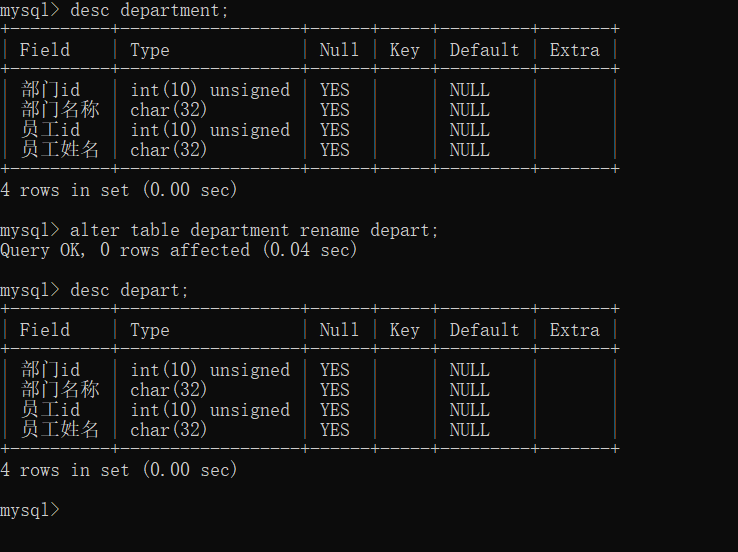 mysql> desc department;
+----------+------------------+------+-----+---------+-------+
| Field    | Type             | Null | Key | Default | Extra |
+----------+------------------+------+-----+---------+-------+
| 部门id   | int(10) unsigned | YES  |     | NULL    |       |
| 部门名称 | char(32)         | YES  |     | NULL    |       |
| 员工id   | int(10) unsigned | YES  |     | NULL    |       |
| 员工姓名 | char(32)         | YES  |     | NULL    |       |
+----------+------------------+------+-----+---------+-------+
4 rows in set (0.00 sec)
mysql> alter table department rename depart;
Query OK, 0 rows affected (0.04 sec)
mysql> desc depart;
+----------+------------------+------+-----+---------+-------+
| Field    | Type             | Null | Key | Default | Extra |
+----------+------------------+------+-----+---------+-------+
| 部门id   | int(10) unsigned | YES  |     | NULL    |       |
| 部门名称 | char(32)         | YES  |     | NULL    |       |
| 员工id   | int(10) unsigned | YES  |     | NULL    |       |
| 员工姓名 | char(32)         | YES  |     | NULL    |       |
+----------+------------------+------+-----+---------+-------+
4 rows in set (0.00 sec)
mysql>